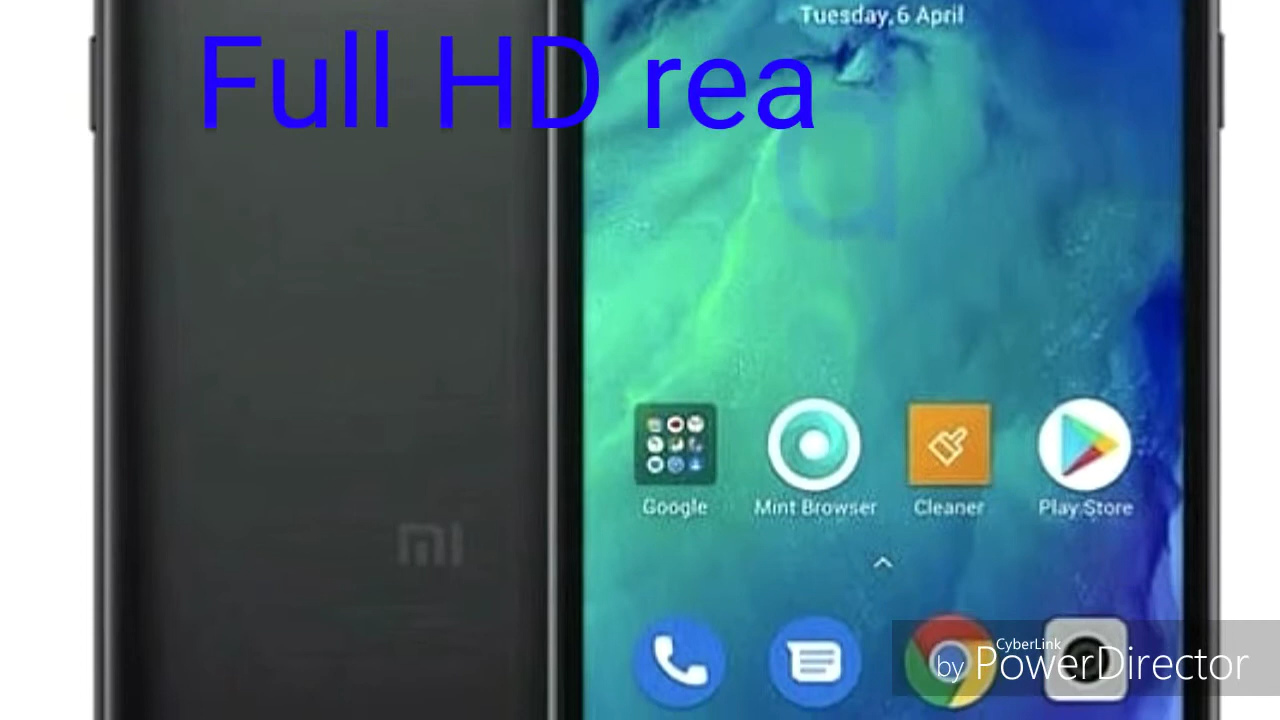 Tuesday, 6 April
Full HD rea
d
mi
Google
Mint Browser
Cleaner
Play Store
CyberLink
by PowerDirector